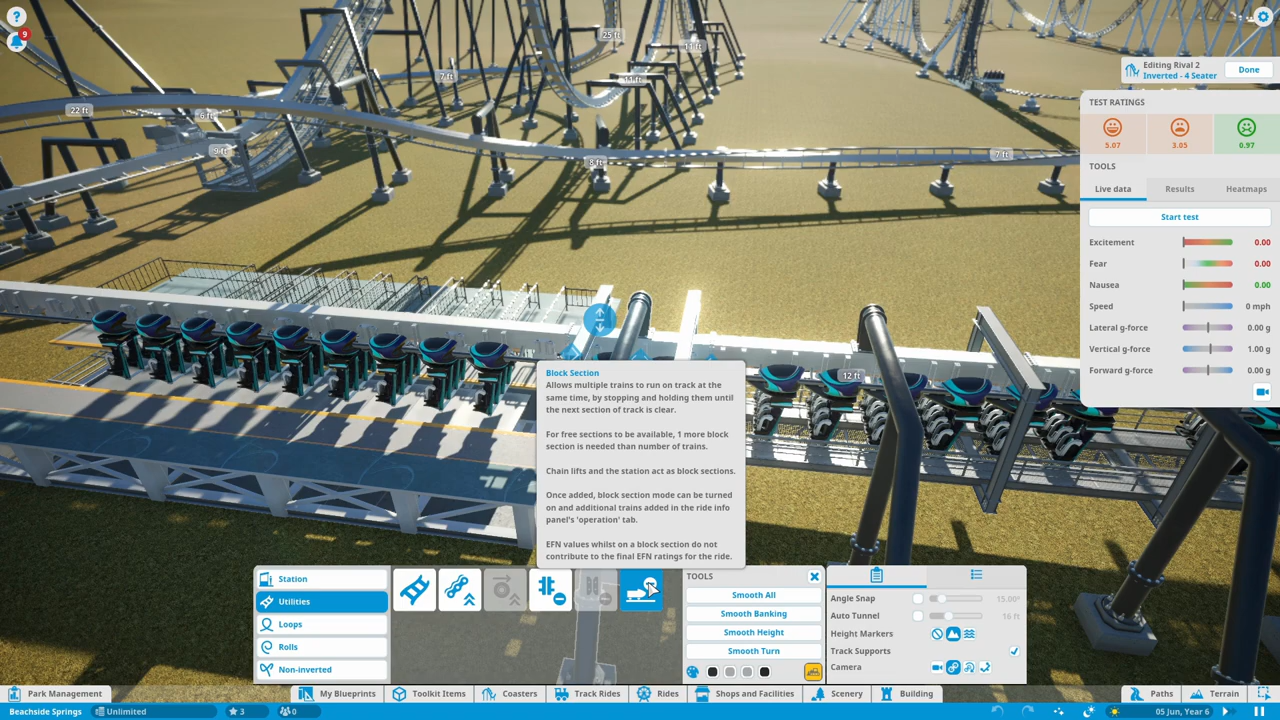 ?
9
25 ft
11 ft
7 ft
11 ft
22 ft
6 ft
9 ft
8 ft
7 ft
12 ft
Editing Rival 2
Inverted - 4 Seater
Done
TEST RATINGS
5.07
3.05
0.97
TOOLS
Live data
Results
Heatmaps
Start test
Excitement
0.00
Fear
0.00
Nausea
0.00
Speed
0 mph
Lateral g-force
0.00 g
Vertical g-force
1.00 g
Forward g-force
0.00 g
Block Section
Allows multiple trains to run on track at the
same time, by stopping and holding them until
the next section of track is clear.
For free sections to be available, 1 more block
section is needed than number of trains.
Chain lifts and the station act as block sections.
Once added, block section mode can be turned
on and additional trains added in the ride info
panel's 'operation' tab.
EFN values whilst on a block section do not
contribute to the final EFN ratings for the ride.
Station
Utilities
Loops
Rolls
Non-inverted
TOOLS
Smooth All
Smooth Banking
Smooth Height
Smooth Turn
Angle Snap
15.00°
Auto Tunnel
16 ft
Height Markers
Track Supports
Camera
Park Management
My Blueprints
Toolkit Items
Coasters
Track Rides
Rides
Shops and Facilities
Scenery
Building
Paths
Terrain
Beachside Springs
Unlimited
3
0
05 Jun, Year 6